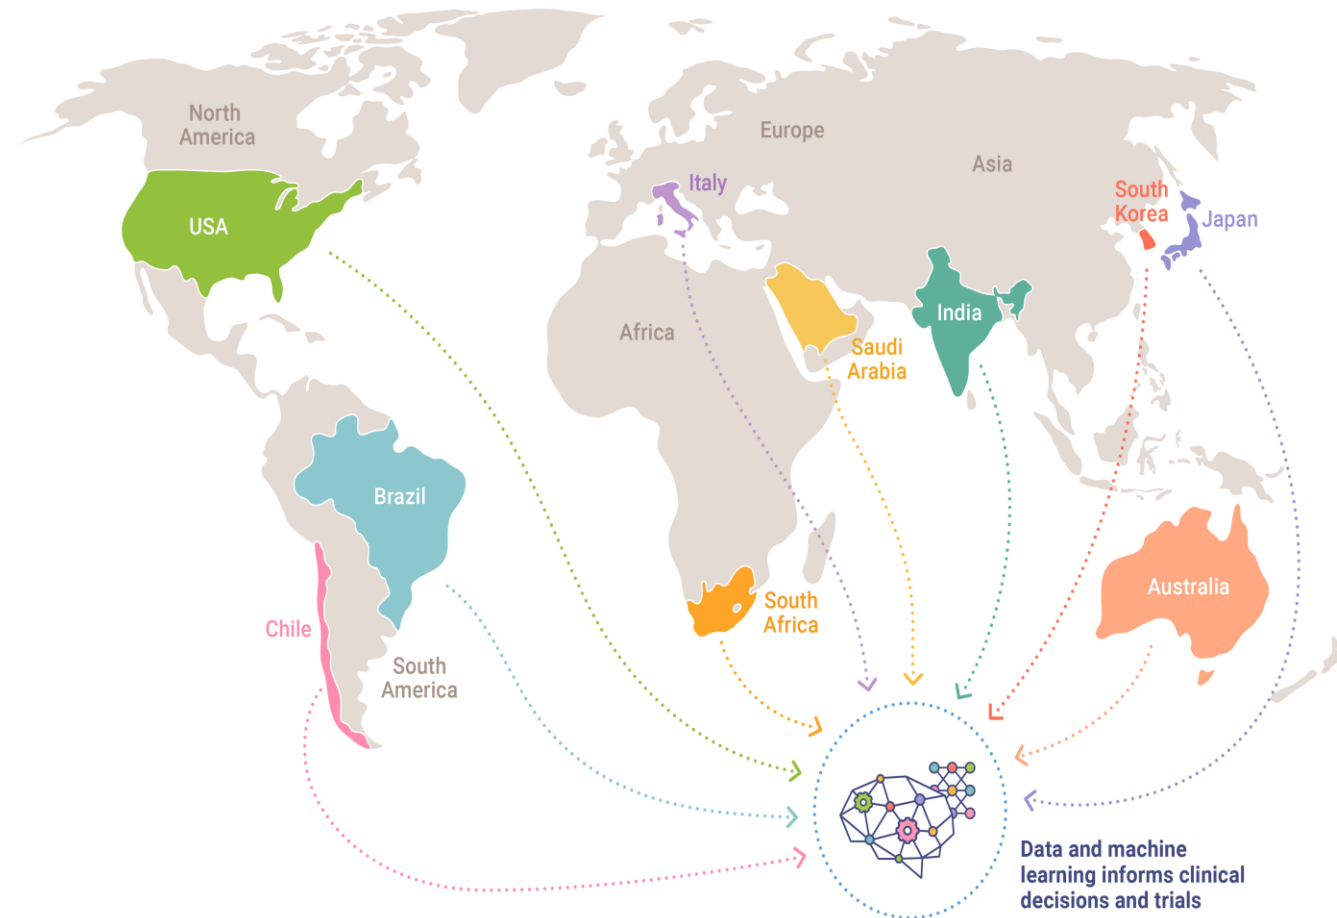 North
America
USA
Europe
Asia
Italy
South
Korea
Japan
Africa
Saudi
Arabia
India
Brazil
Chile
South
America
South
Africa
Australia
Data and machine
learning informs clinical
decisions and trials